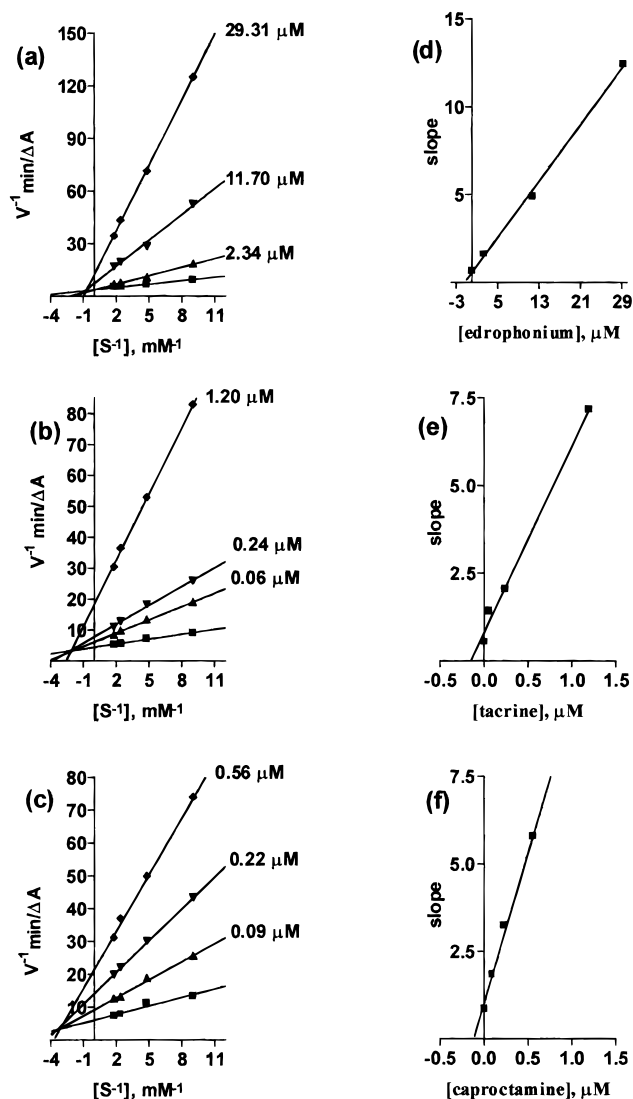 (a)
V⁻¹min/ΔA
150
120
90
60
30
29.31 μM
11.70 μM
2.34 μM
-4 -1 2 5 8 11
[S⁻¹], mM⁻¹
(d)
slope
15
10
5
-3 5 13 21 29
[edrophonium], μM
(b)
V⁻¹ min/ΔA
80
70
60
50
40
30
20
10
1.20 μM
0.24 μM
0.06 μM
-4 -1 2 5 8 11
[S⁻¹], mM⁻¹
(e)
slope
7.5
5.0
2.5
-0.5 0.0 0.5 1.0 1.5
[tacrine], μM
(c)
V⁻¹min/ΔA
80
70
60
50
40
30
20
10
0.56 μM
0.22 μM
0.09 μM
-4 -1 2 5 8 11
[S⁻¹], mM⁻¹
(f)
slope
7.5
5.0
2.5
-0.5 0.0 0.5 1.0 1.5
[caproctamine], μM